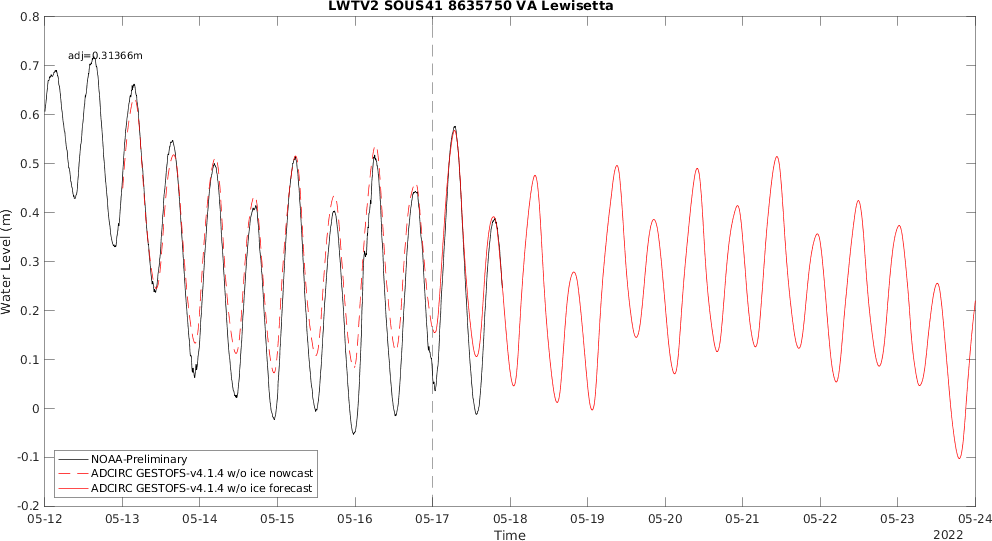 LWTV2 SOUS41 8635750 VA Lewisetta
adj=0.31366m
Water Level (m)
0.8
0.7
0.6
0.5
0.4
0.3
0.2
0.1
0
-0.1
-0.2
NOAA-Preliminary
ADCIRC GESTOFS-v4.1.4 w/o ice nowcast
ADCIRC GESTOFS-v4.1.4 w/o ice forecast
05-12 05-13 05-14 05-15 05-16 05-17 05-18 05-19 05-20 05-21 05-22 05-23 05-24
Time
2022